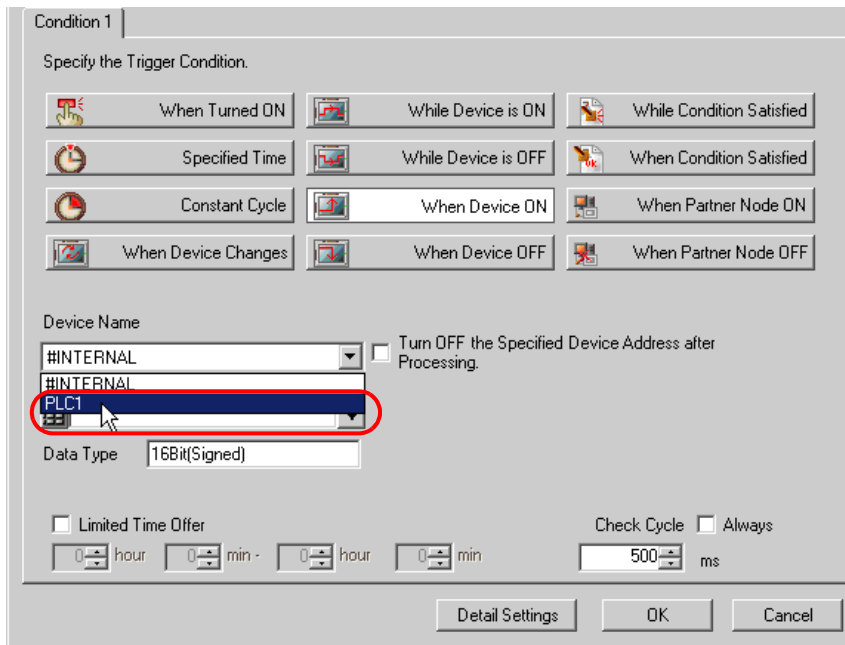 Condition 1
Specify the Trigger Condition.
When Turned ON While Device is ON While Condition Satisfied
Specified Time While Device is OFF When Condition Satisfied
Constant Cycle When Device ON When Partner Node ON
When Device Changes When Device OFF When Partner Node OFF
Device Name
#INTERNAL Turn OFF the Specified Device Address after
Processing.
#INTERNAL
PLC1
Data Type 16Bit(Signed)
Limited Time Offer Check Cycle Always
0 hour 0 min - 0 hour 0 min 500 ms
Detail Settings OK Cancel